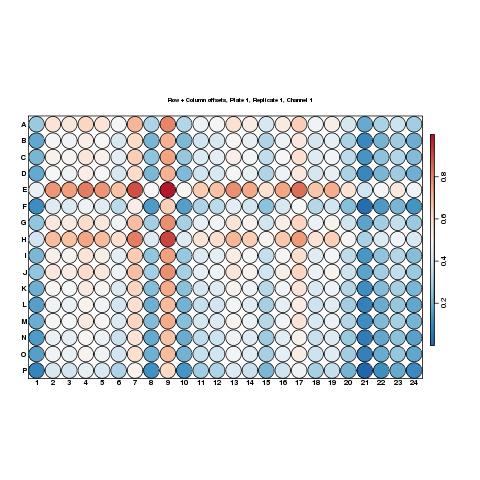 Row + Column offsets, Plate 1, Replicate 1, Channel 1
A
B
C
D
E
F
G
H
I
J
K
L
M
N
O
P
1 2 3 4 5 6 7 8 9 10 11 12 13 14 15 16 17 18 19 20 21 22 23 24
0.8
0.6
0.4
0.2